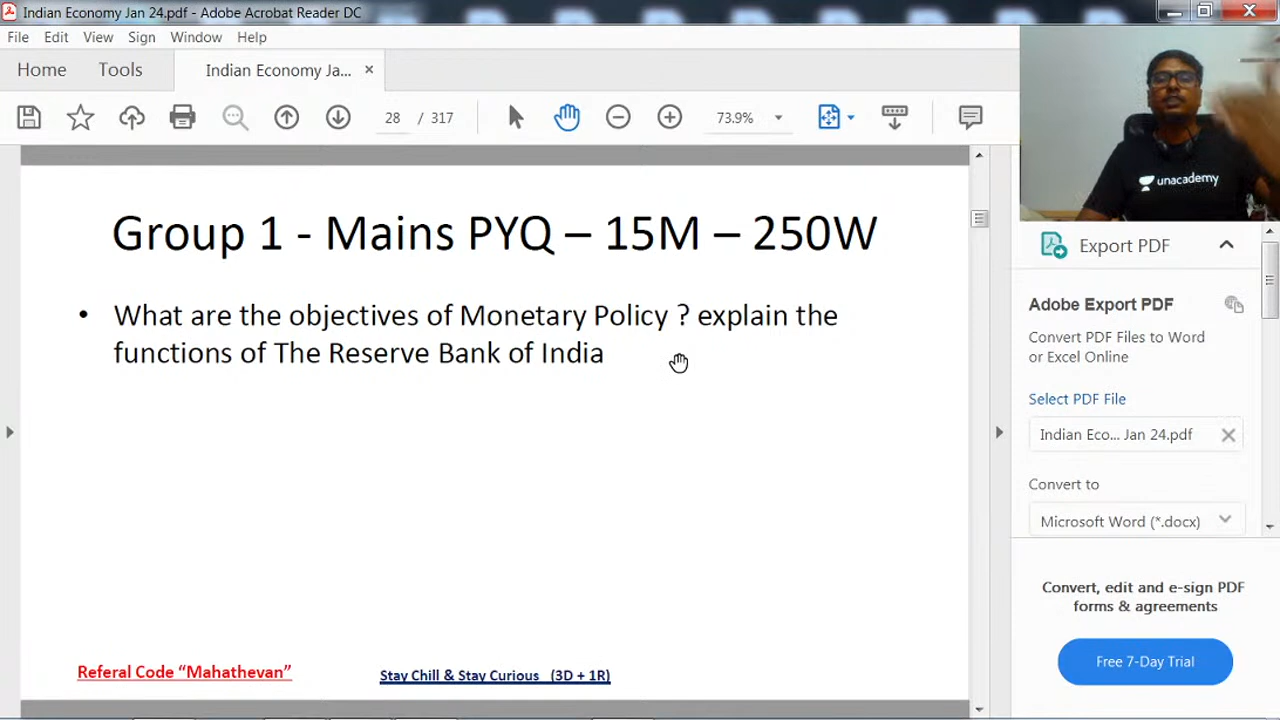 Indian Economy Jan 24.pdf - Adobe Acrobat Reader DC
File Edit View Sign Window Help
Home Tools Indian Economy Ja... ×
28 / 317 73.9%
unacademy
Group 1 - Mains PYQ – 15M – 250W
• What are the objectives of Monetary Policy ? explain the
functions of The Reserve Bank of India
Referal Code “Mahathevan”
Stay Chill & Stay Curious (3D + 1R)
Export PDF
Adobe Export PDF
Convert PDF Files to Word
or Excel Online
Select PDF File
Indian Eco... Jan 24.pdf
Convert to
Microsoft Word (*.docx)
Convert, edit and e-sign PDF
forms & agreements
Free 7-Day Trial